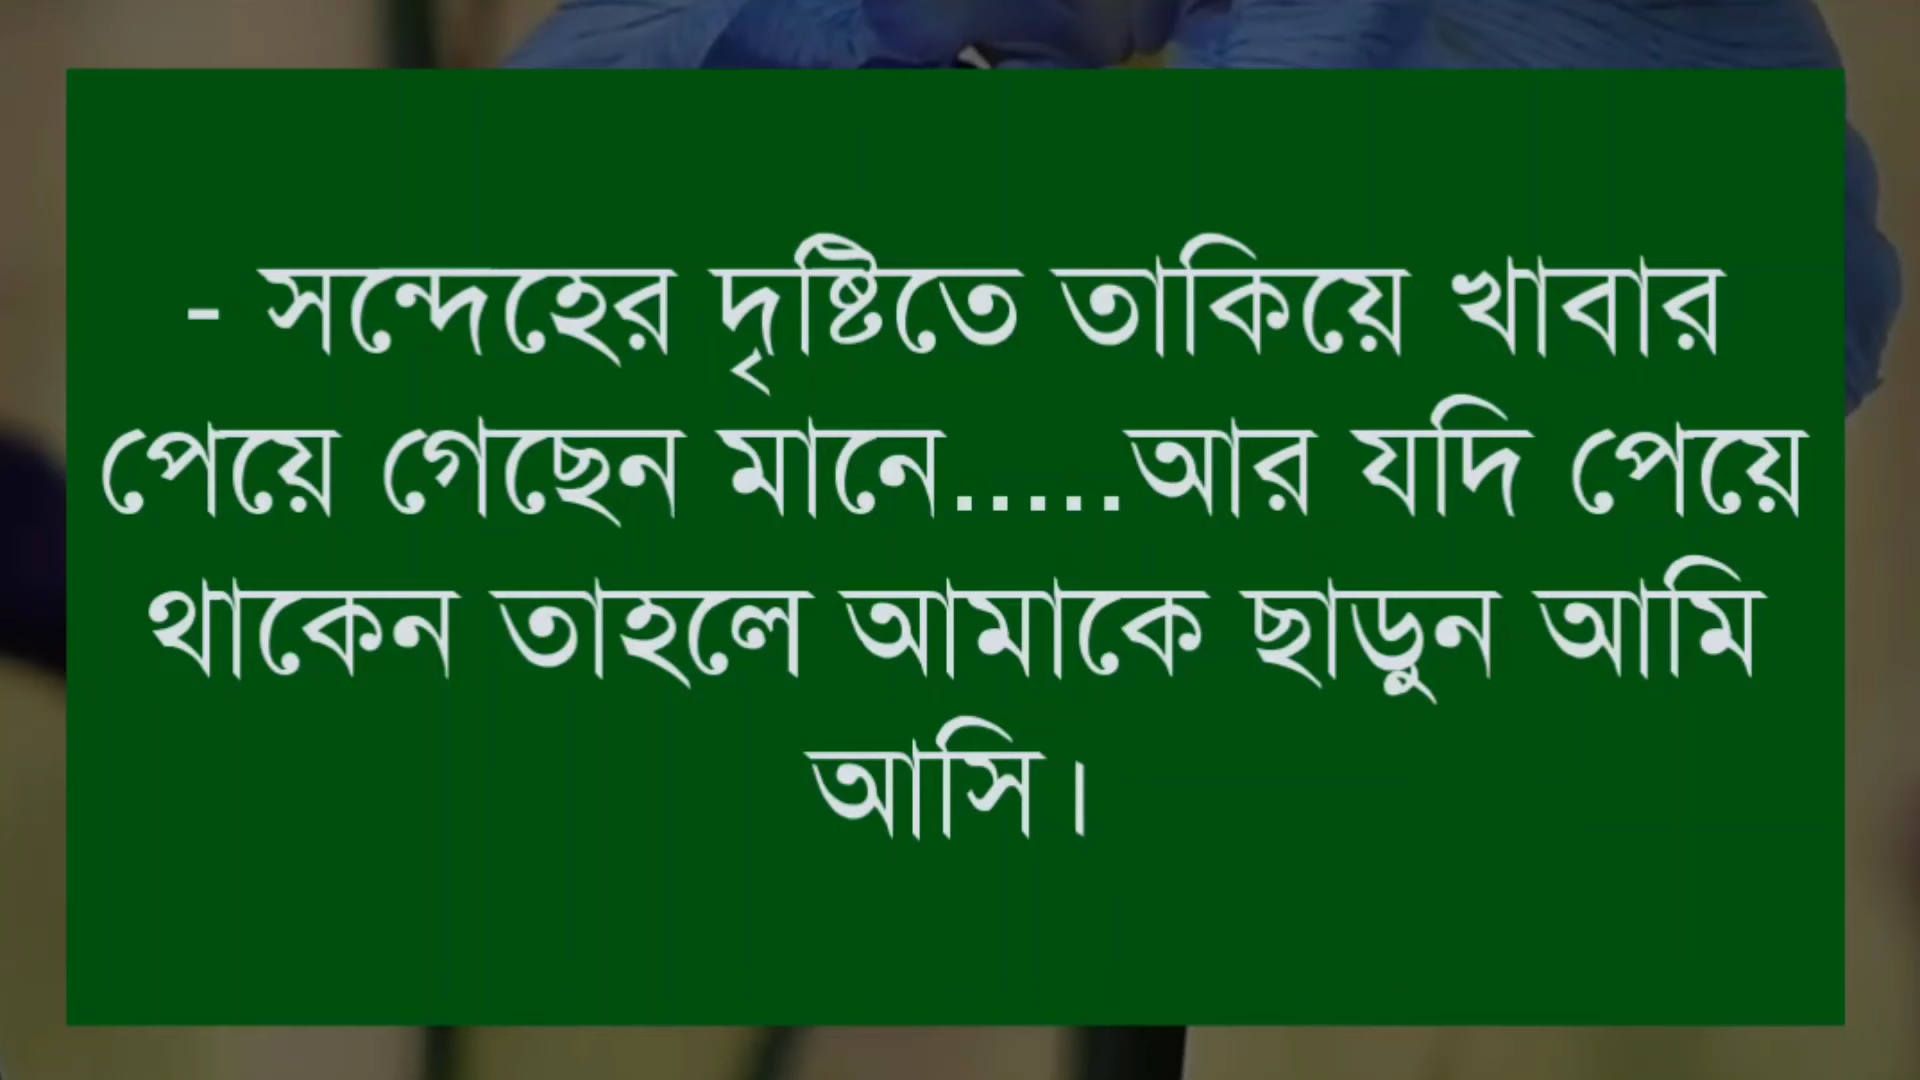 - সন্দেহের দৃষ্টিতে তাকিয়ে খাবার
পেয়ে গেছেন মানে.....আর যদি পেয়ে
থাকেন তাহলে আমাকে ছাড়ুন আমি
আসি।